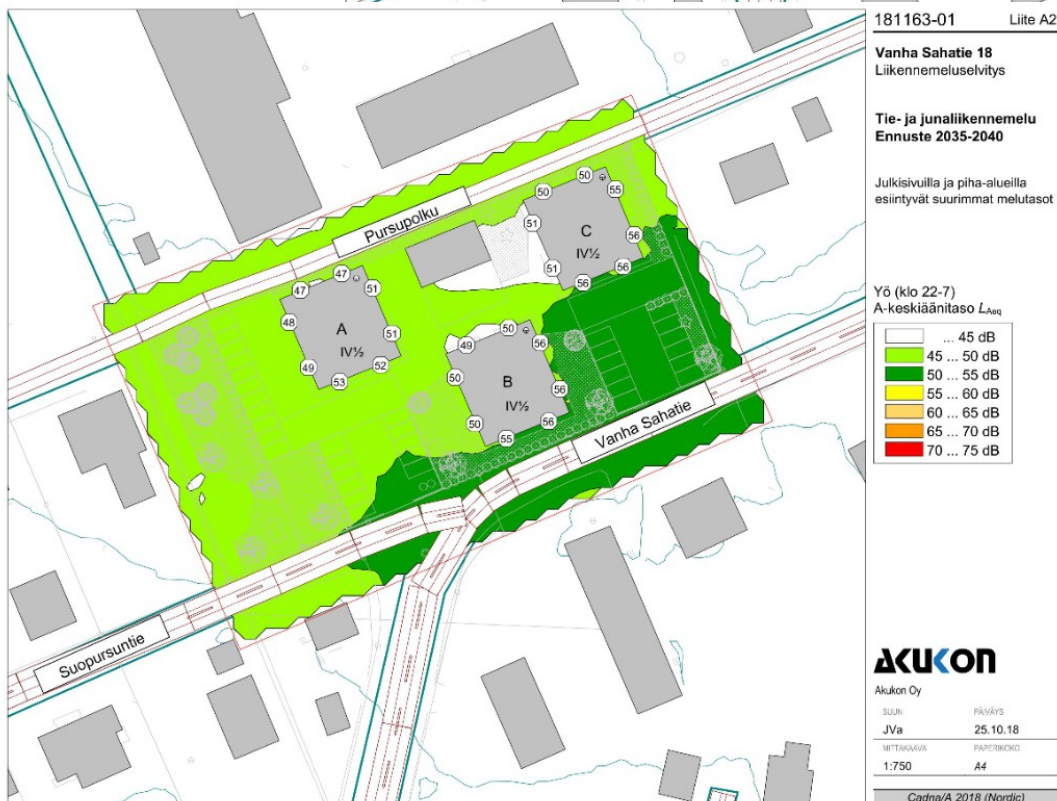 181163-01 Liite A2
Vanha Sahatie 18
Liikennemeluselvitys
Tie- ja junaliikennemelu
Ennuste 2035-2040
Julkisivuilla ja piha-alueilla
esiintyvät suurimmat melutasot
Yö (klo 22-7)
A-keskiäänitaso LAeq
... 45 dB
45 ... 50 dB
50 ... 55 dB
55 ... 60 dB
60 ... 65 dB
65 ... 70 dB
70 ... 75 dB
AKUKON
Akukon Oy
SUUN. PÄIVÄYS
JVa 25.10.18
MITTAKAAVA PAPERIKOKO
1:750 A4
Cadna/A 2018 (Nordic)
Pursupolku
50
50
55
51
C
56
IV½
51
56
56
47
47
51
48
A
51
IV½
49
52
53
50
49
56
50
B
56
IV½
50
56
55
Vanha Sahatie
Suopursuntie